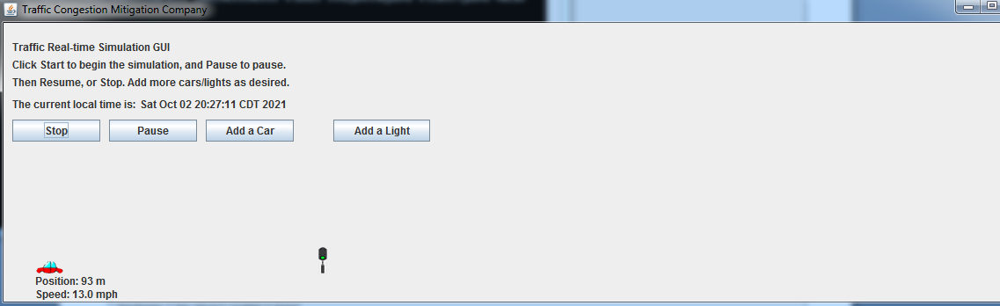 Traffic Congestion Mitigation Company
Traffic Real-time Simulation GUI
Click Start to begin the simulation, and Pause to pause.
Then Resume, or Stop. Add more cars/lights as desired.
The current local time is: Sat Oct 02 20:27:11 CDT 2021
Stop Pause Add a Car Add a Light
Position: 93 m
Speed: 13.0 mph